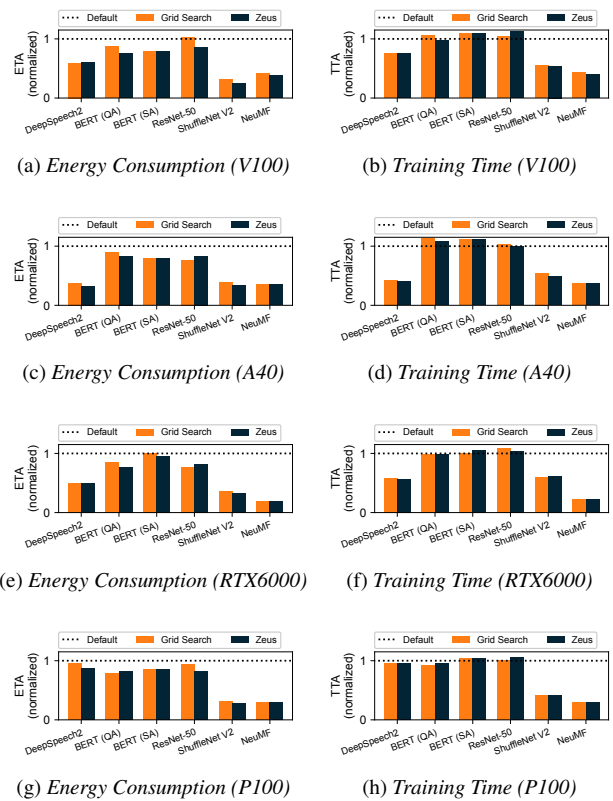 Default Grid Search Zeus
ETA
(normalized)
1
0
DeepSpeech2
BERT (QA)
BERT (SA)
ResNet-50
ShuffleNet V2
NeuMF
(a) Energy Consumption (V100)
Default Grid Search Zeus
TTA
(normalized)
1
0
DeepSpeech2
BERT (QA)
BERT (SA)
ResNet-50
ShuffleNet V2
NeuMF
(b) Training Time (V100)
Default Grid Search Zeus
ETA
(normalized)
1
0
DeepSpeech2
BERT (QA)
BERT (SA)
ResNet-50
ShuffleNet V2
NeuMF
(c) Energy Consumption (A40)
Default Grid Search Zeus
TTA
(normalized)
1
0
DeepSpeech2
BERT (QA)
BERT (SA)
ResNet-50
ShuffleNet V2
NeuMF
(d) Training Time (A40)
Default Grid Search Zeus
ETA
(normalized)
1
0
DeepSpeech2
BERT (QA)
BERT (SA)
ResNet-50
ShuffleNet V2
NeuMF
(e) Energy Consumption (RTX6000)
Default Grid Search Zeus
TTA
(normalized)
1
0
DeepSpeech2
BERT (QA)
BERT (SA)
ResNet-50
ShuffleNet V2
NeuMF
(f) Training Time (RTX6000)
Default Grid Search Zeus
ETA
(normalized)
1
0
DeepSpeech2
BERT (QA)
BERT (SA)
ResNet-50
ShuffleNet V2
NeuMF
(g) Energy Consumption (P100)
Default Grid Search Zeus
TTA
(normalized)
1
0
DeepSpeech2
BERT (QA)
BERT (SA)
ResNet-50
ShuffleNet V2
NeuMF
(h) Training Time (P100)